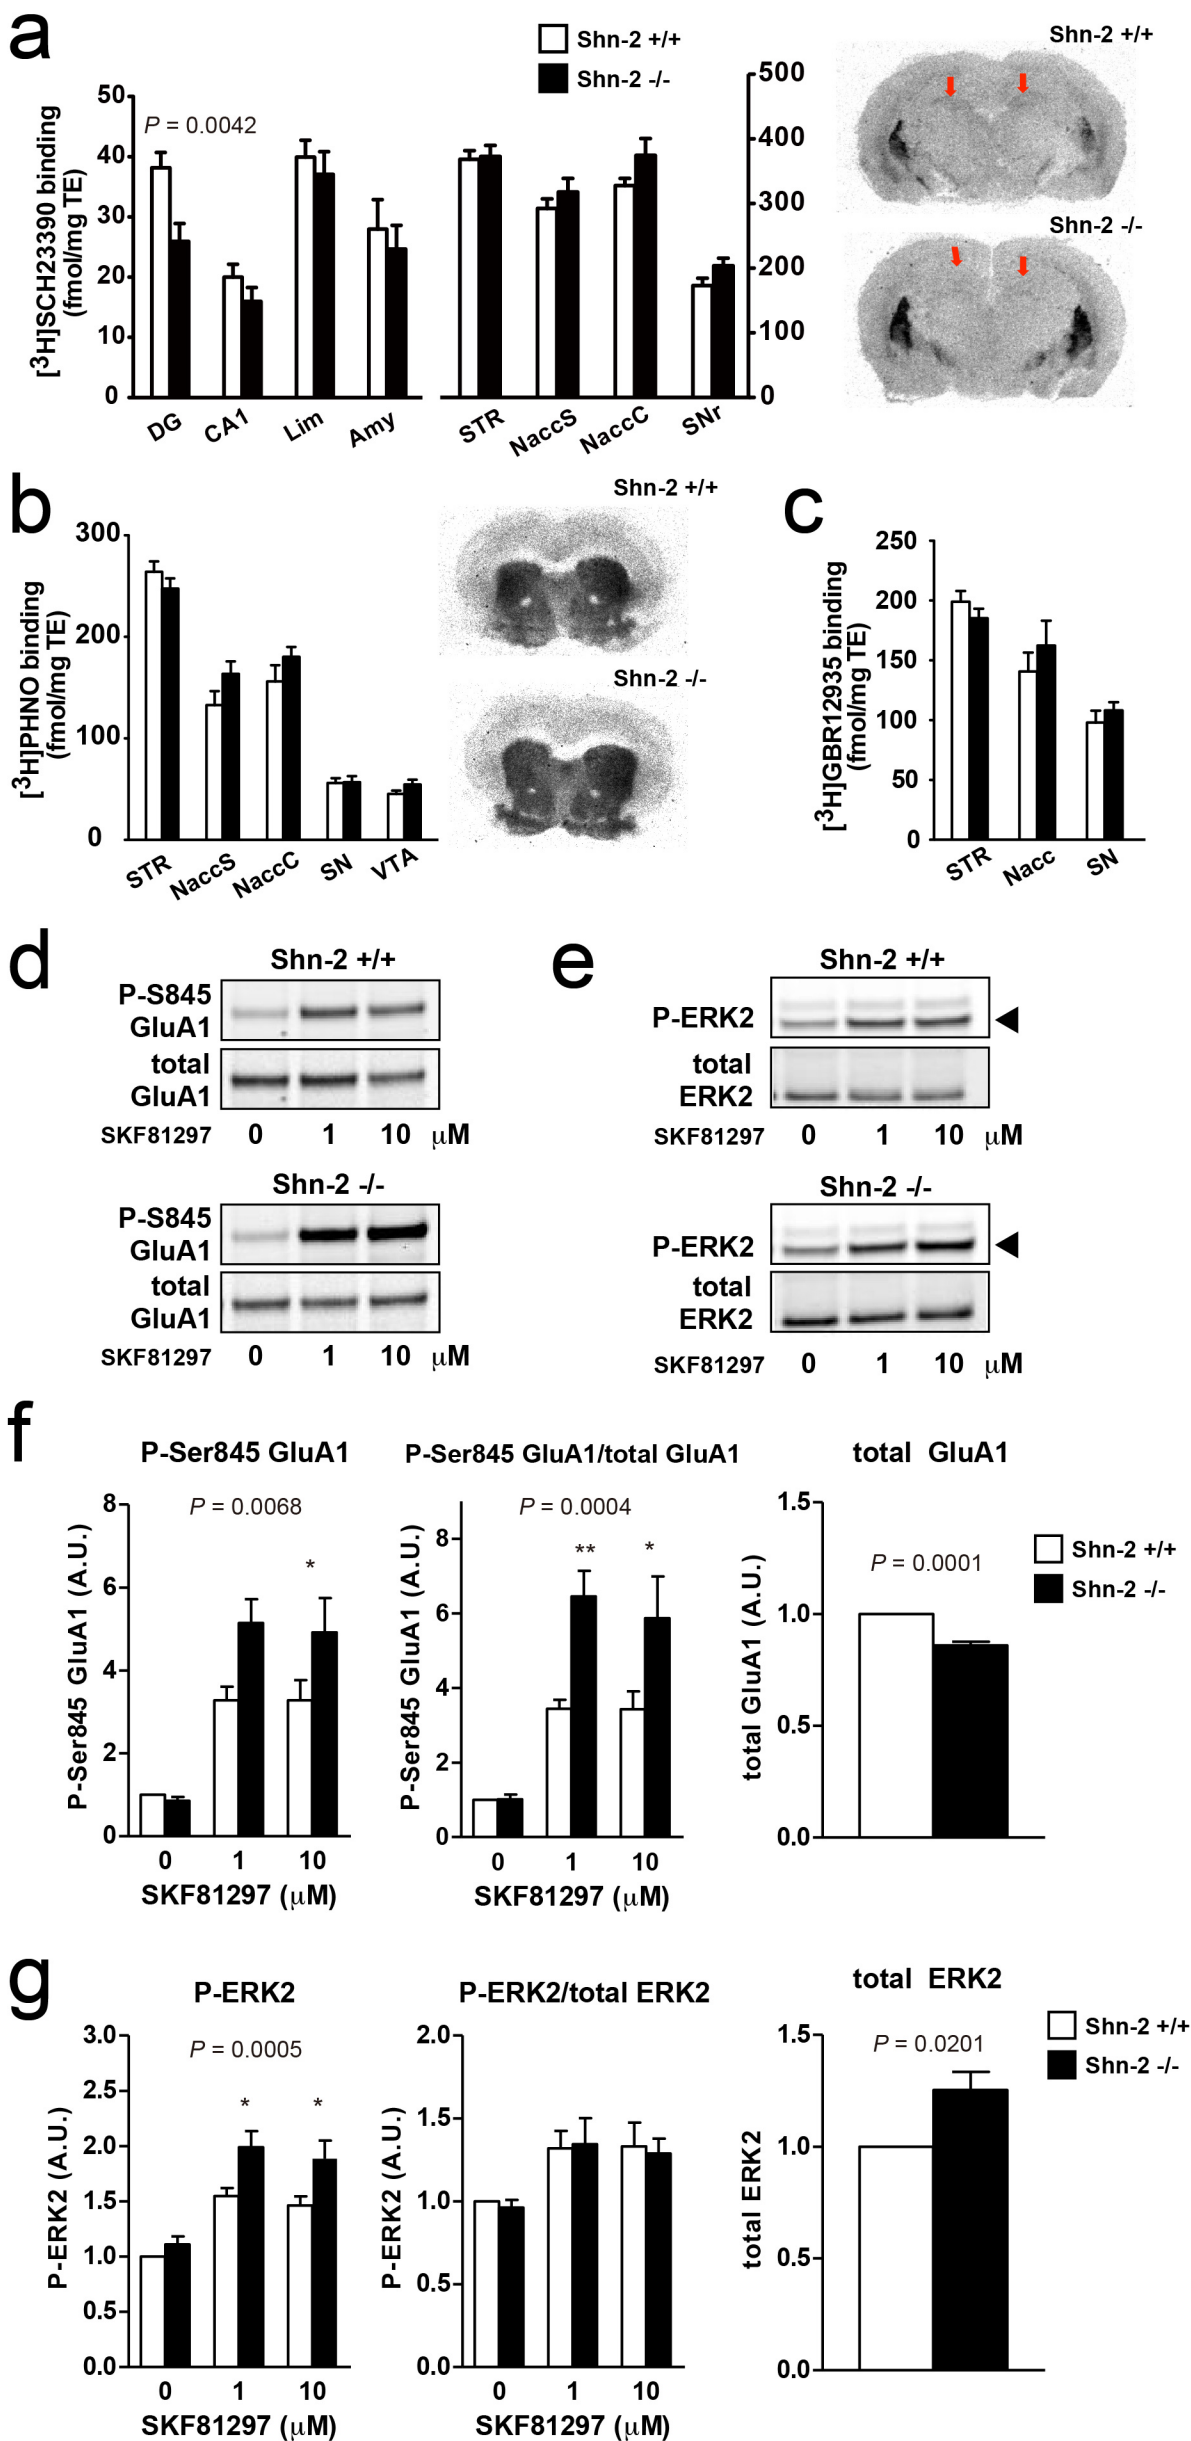 a
Shn-2 +/+
Shn-2 -/-
Shn-2 +/+
Shn-2 -/-
[3H]SCH23390 binding
(fmol/mg TE)
50
40
30
20
10
0
P = 0.0042
DG
CA1
Lim
Amy
500
400
300
200
100
0
STR
NaccS
NaccC
SNr
b
[3H]PHNO binding
(fmol/mg TE)
300
200
100
0
STR
NaccS
NaccC
SN
VTA
Shn-2 +/+
Shn-2 -/-
c
[3H]GBR12935 binding
(fmol/mg TE)
250
200
150
100
50
0
STR
Nacc
SN
d
Shn-2 +/+
P-S845
GluA1
total
GluA1
SKF81297 0 1 10 μM
Shn-2 -/-
P-S845
GluA1
total
GluA1
SKF81297 0 1 10 μM
e
Shn-2 +/+
P-ERK2
total
ERK2
SKF81297 0 1 10 μM
Shn-2 -/-
P-ERK2
total
ERK2
SKF81297 0 1 10 μM
f
P-Ser845 GluA1
P = 0.0068
P-Ser845 GluA1 (A.U.)
8
6
4
2
0
*
0 1 10
SKF81297 (μM)
P-Ser845 GluA1/total GluA1
P = 0.0004
P-Ser845 GluA1 (A.U.)
8
6
4
2
0
** *
0 1 10
SKF81297 (μM)
total GluA1
P = 0.0001
total GluA1 (A.U.)
1.5
1.0
0.5
0.0
Shn-2 +/+
Shn-2 -/-
g
P-ERK2
P = 0.0005
P-ERK2 (A.U.)
3.0
2.5
2.0
1.5
1.0
0.5
0.0
* *
0 1 10
SKF81297 (μM)
P-ERK2/total ERK2
P-ERK2 (A.U.)
2.0
1.5
1.0
0.5
0.0
0 1 10
SKF81297 (μM)
total ERK2
P = 0.0201
total ERK2
1.5
1.0
0.5
0.0
Shn-2 +/+
Shn-2 -/-